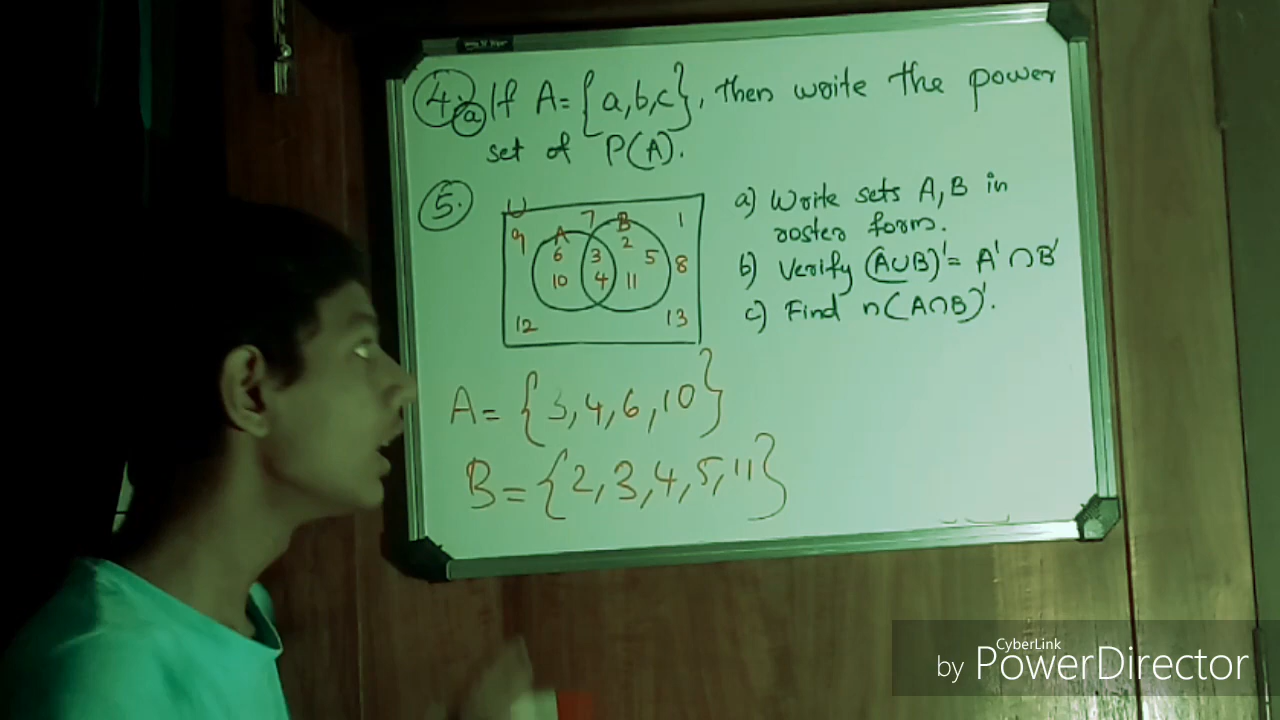 4. a If A = {a,b,c}, then write the power
set of P(A).
5.
U
7 B 1
9 A 2
6 3 5 8
10 4 11
12 13
a) Write sets A, B in
roster form.
b) Verify (A∪B)' = A' ∩ B'
c) Find n(A∩B)'.
A = {3,4,6,10}
B = {2,3,4,5,11}
CyberLink
by PowerDirector